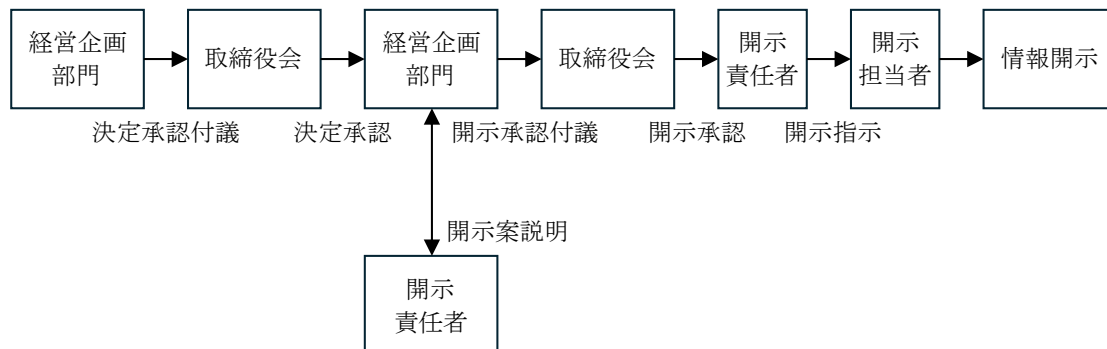 経営企画
部門
取締役会
経営企画
部門
取締役会
開示
責任者
開示
担当者
情報開示
決定承認付議
決定承認
開示承認付議
開示承認
開示指示
開示案説明
開示
責任者